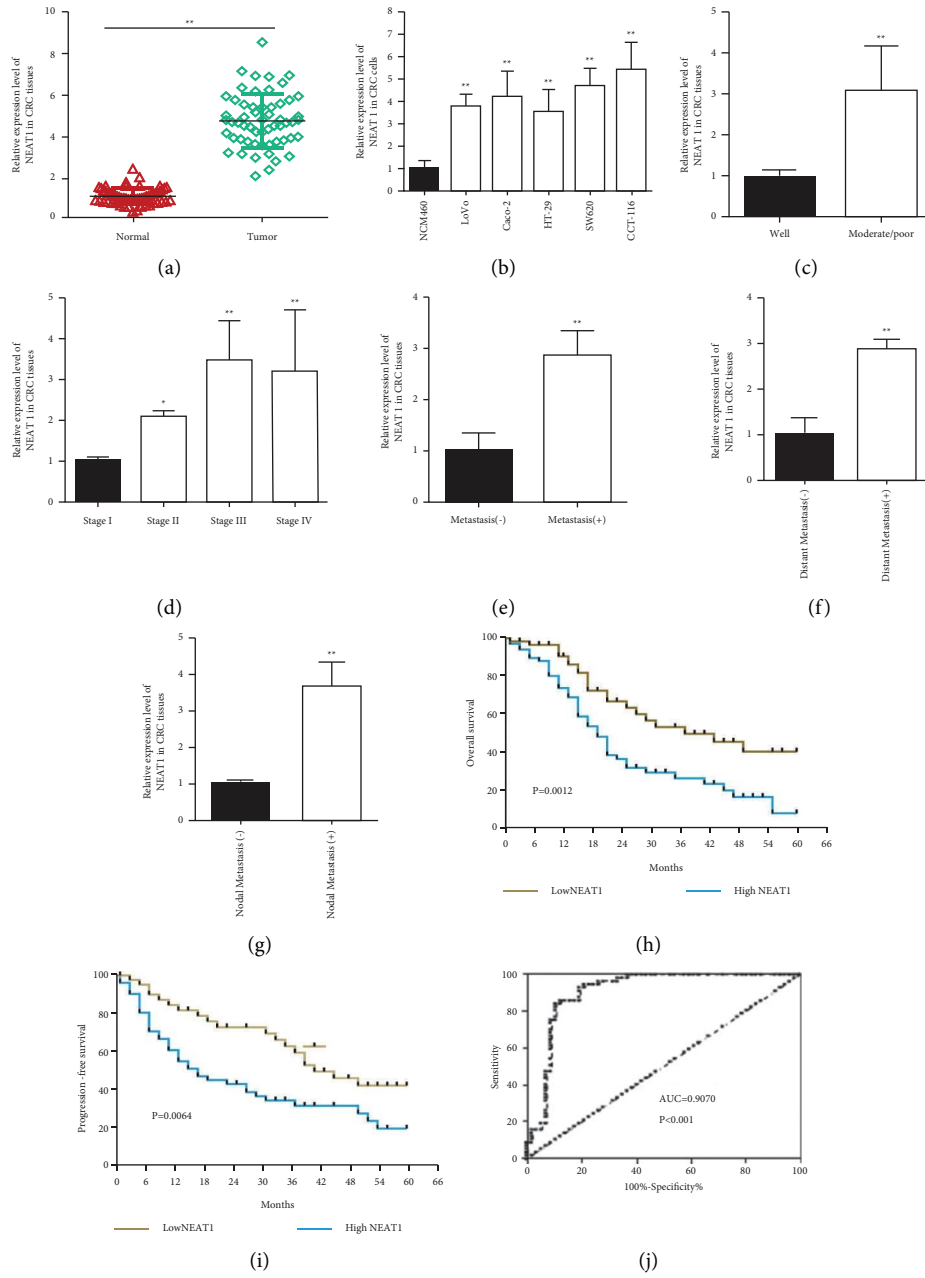 Relative expression level of
NEAT 1 in CRC tissues
10
8
6
4
2
0
**
Normal
Tumor
(a)
Relative expression level of
NEAT 1 in CRC cells
8
7
6
5
4
3
2
1
0
**
**
**
**
**
NCM460
LoVo
Caco-2
HT-29
SW620
CCT-116
(b)
Relative expression level of
NEAT 1 in CRC tissues
5
4
3
2
1
0
**
Well
Moderate/poor
(c)
Relative expression level of
NEAT 1 in CRC tissues
5
4
3
2
1
0
*
**
**
Stage I
Stage II
Stage III
Stage IV
(d)
Relative expression level of
NEAT 1 in CRC tissues
4
3
2
1
0
**
Metastasis(-)
Metastasis(+)
(e)
Relative expression level of
NEAT 1 in CRC tissues
4
3
2
1
0
**
Distant Metastasis(-)
Distant Metastasis(+)
(f)
Relative expression level of
NEAT1 in CRC tissues
5
4
3
2
1
0
**
Nodal Metastasis (-)
Nodal Metastasis (+)
(g)
Overall survival
100
80
60
40
20
0
P=0.0012
0 6 12 18 24 30 36 42 48 54 60 66
Months
LowNEAT1
High NEAT1
(h)
Progression -free survival
100
80
60
40
20
0
P=0.0064
0 6 12 18 24 30 36 42 48 54 60 66
Months
LowNEAT1
High NEAT1
(i)
Sensitivity
100
80
60
40
20
0
AUC=0.9070
P<0.001
0 20 40 60 80 100
100%-Specificity%
(j)